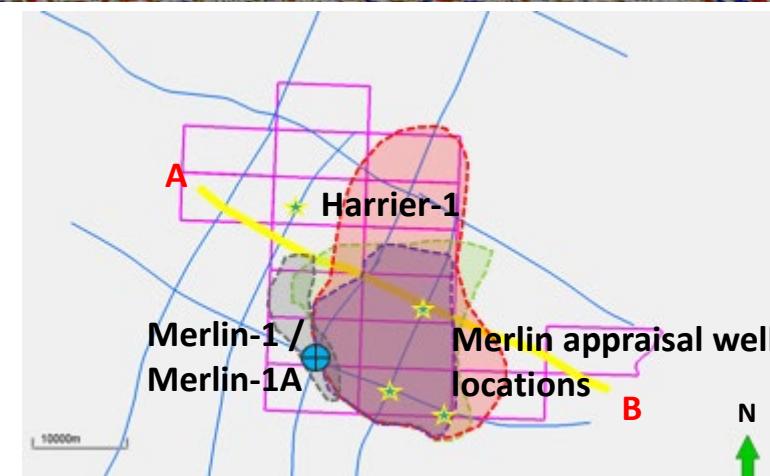 A
Harrier-1
Merlin-1 /
Merlin-1A
Merlin appraisal well
locations
B
N
10000m